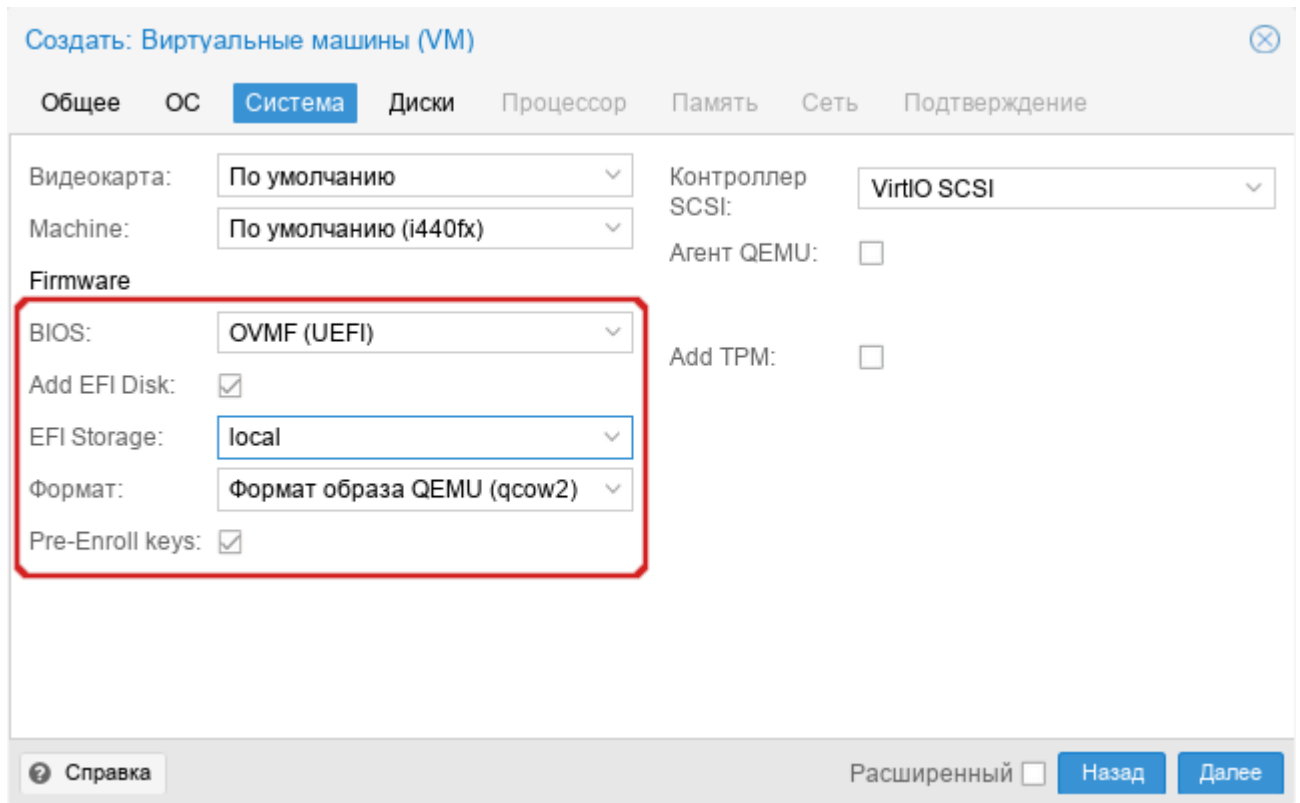 Создать: Виртуальные машины (VM)
Общее ОС Система Диски Процессор Память Сеть Подтверждение
Видеокарта: По умолчанию
Machine: По умолчанию (i440fx)
Firmware
BIOS: OVMF (UEFI)
Add EFI Disk:
EFI Storage: local
Формат: Формат образа QEMU (qcow2)
Pre-Enroll keys:
Контроллер
SCSI:
VirtIO SCSI
Агент QEMU:
Add TPM:
Справка Расширенный Назад Далее